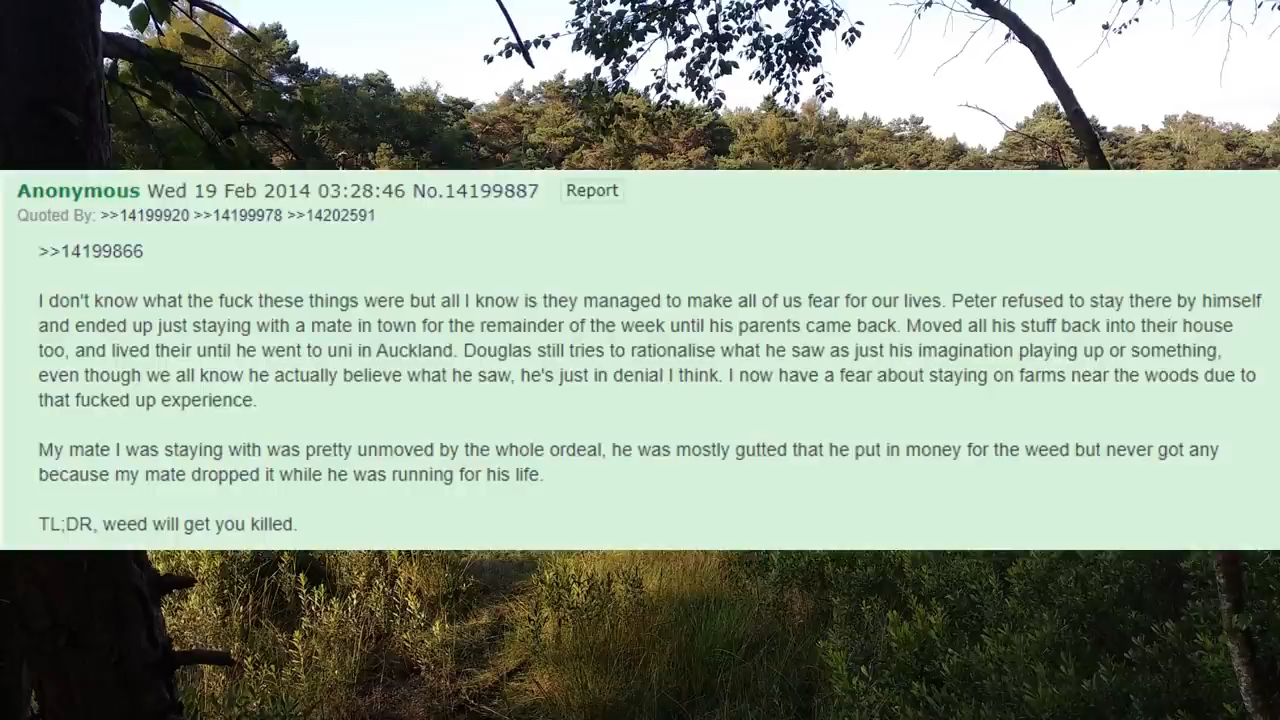 Anonymous Wed 19 Feb 2014 03:28:46 No.14199887 Report
Quoted By: >>14199920 >>14199978 >>14202591
>>14199866
I don't know what the fuck these things were but all I know is they managed to make all of us fear for our lives. Peter refused to stay there by himself
and ended up just staying with a mate in town for the remainder of the week until his parents came back. Moved all his stuff back into their house
too, and lived their until he went to uni in Auckland. Douglas still tries to rationalise what he saw as just his imagination playing up or something,
even though we all know he actually believe what he saw, he's just in denial I think. I now have a fear about staying on farms near the woods due to
that fucked up experience.
My mate I was staying with was pretty unmoved by the whole ordeal, he was mostly gutted that he put in money for the weed but never got any
because my mate dropped it while he was running for his life.
TL;DR, weed will get you killed.